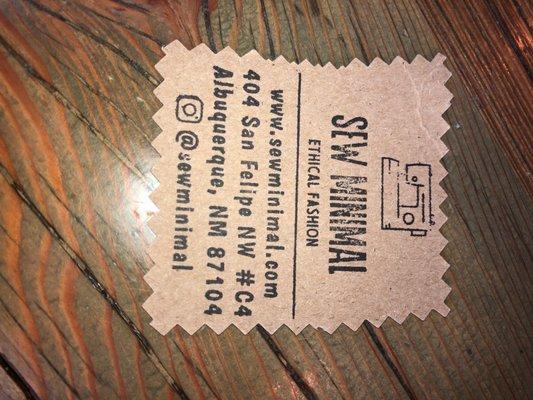 SEW MINIMAL
ETHICAL FASHION
www.sewminimal.com
404 San Felipe NW #C4
Albuquerque, NM 87104
@sewminimal